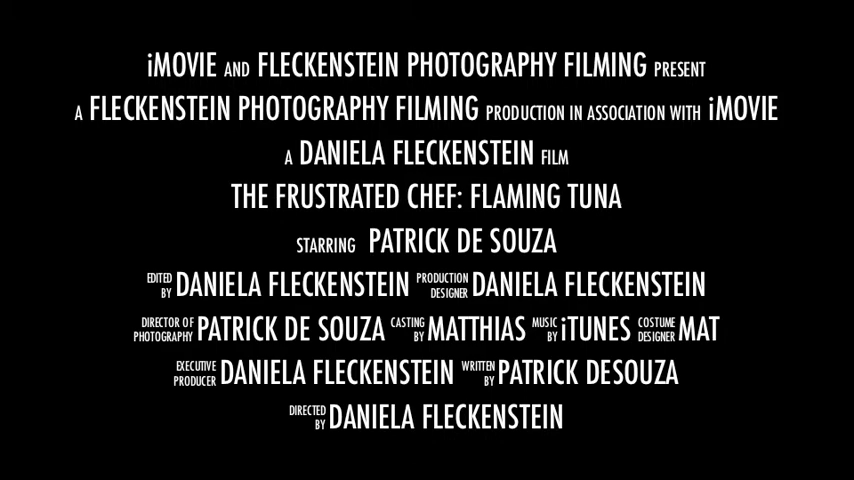 iMOVIE AND FLECKENSTEIN PHOTOGRAPHY FILMING PRESENT
A FLECKENSTEIN PHOTOGRAPHY FILMING PRODUCTION IN ASSOCIATION WITH iMOVIE
A DANIELA FLECKENSTEIN FILM
THE FRUSTRATED CHEF: FLAMING TUNA
STARRING PATRICK DE SOUZA
EDITED BY DANIELA FLECKENSTEIN PRODUCTION DESIGNER DANIELA FLECKENSTEIN
DIRECTOR OF PHOTOGRAPHY PATRICK DE SOUZA CASTING BY MATTHIAS MUSIC BY iTUNES COSTUME DESIGNER MAT
EXECUTIVE PRODUCER DANIELA FLECKENSTEIN WRITTEN BY PATRICK DESOUZA
DIRECTED BY DANIELA FLECKENSTEIN